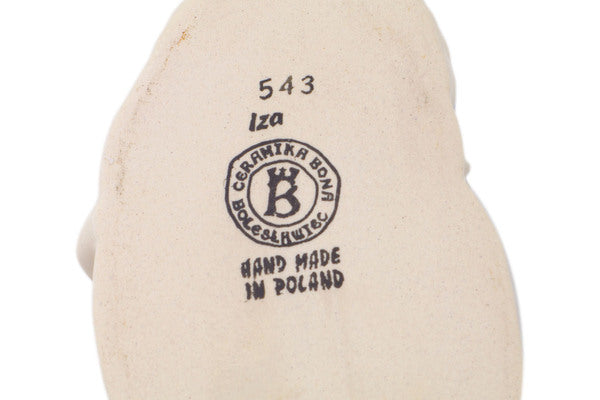 543
Iza
CERAMIKA BONA
B
BOLESŁAWIEC
HAND MADE
IN POLAND